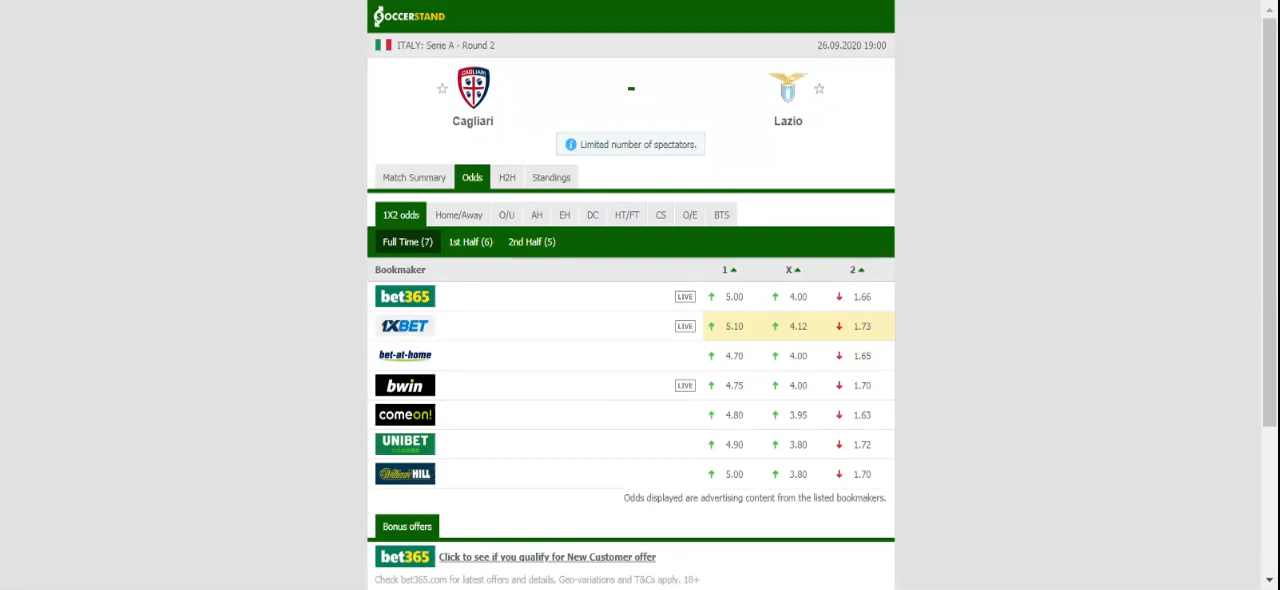 SOCCERSTAND
ITALY: Serie A - Round 2 26.09.2020 19:00
CAGLIARI
-
Cagliari Lazio
Limited number of spectators.
Match Summary Odds H2H Standings
1X2 odds Home/Away O/U AH EH DC HT/FT CS O/E BTS
Full Time (7) 1st Half (6) 2nd Half (5)
Bookmaker 1 X 2
bet365 LIVE 5.00 4.00 1.66
1XBET LIVE 5.10 4.12 1.73
bet-at-home 4.70 4.00 1.65
bwin LIVE 4.75 4.00 1.70
comeon! 4.80 3.95 1.63
UNIBET 4.90 3.80 1.72
William HILL 5.00 3.80 1.70
Odds displayed are advertising content from the listed bookmakers.
Bonus offers
bet365 Click to see if you qualify for New Customer offer
Check bet365.com for latest offers and details. Geo-variations and T&Cs apply. 18+